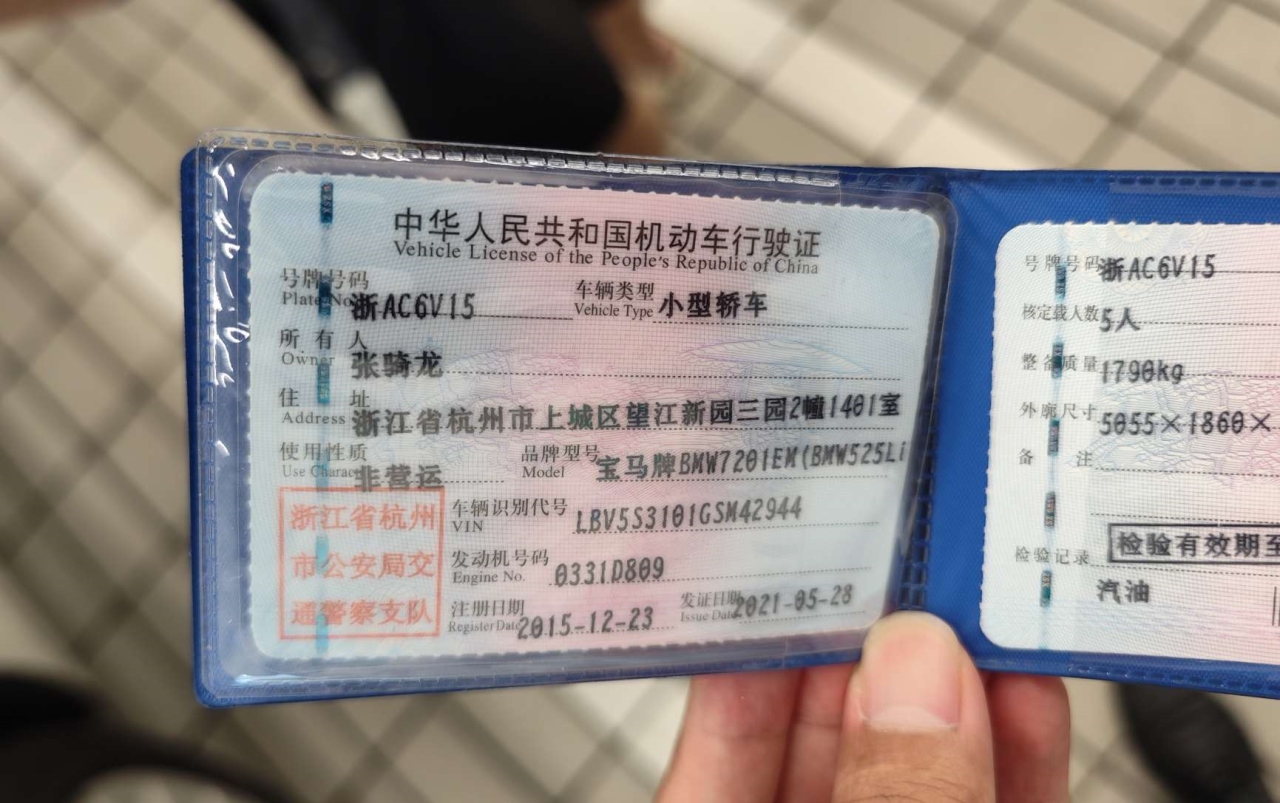 中华人民共和国机动车行驶证
Vehicle License of the People's Republic of China
号牌号码 浙AC6V15 车辆类型 小型轿车
Plate No. Vehicle Type
所有人 张骑龙
Owner
住址 浙江省杭州市上城区望江新园三园2幢1401室
Address
使用性质 非营运 品牌型号 宝马牌BMW7201EM(BMW525Li
Use Charac Model
浙江省杭州
市公安局交
通警察支队
车辆识别代号 LBV5S3101GSM42944
VIN
发动机号码 0331D809
Engine No.
注册日期 2015-12-23 发证日期 2021-05-28
Register Date Issue Date
号牌号码 浙AC6V15
核定载人数 5人
整备质量 1790kg
外廓尺寸 5055×1860×
备注
检验有效期至
检验记录
汽油